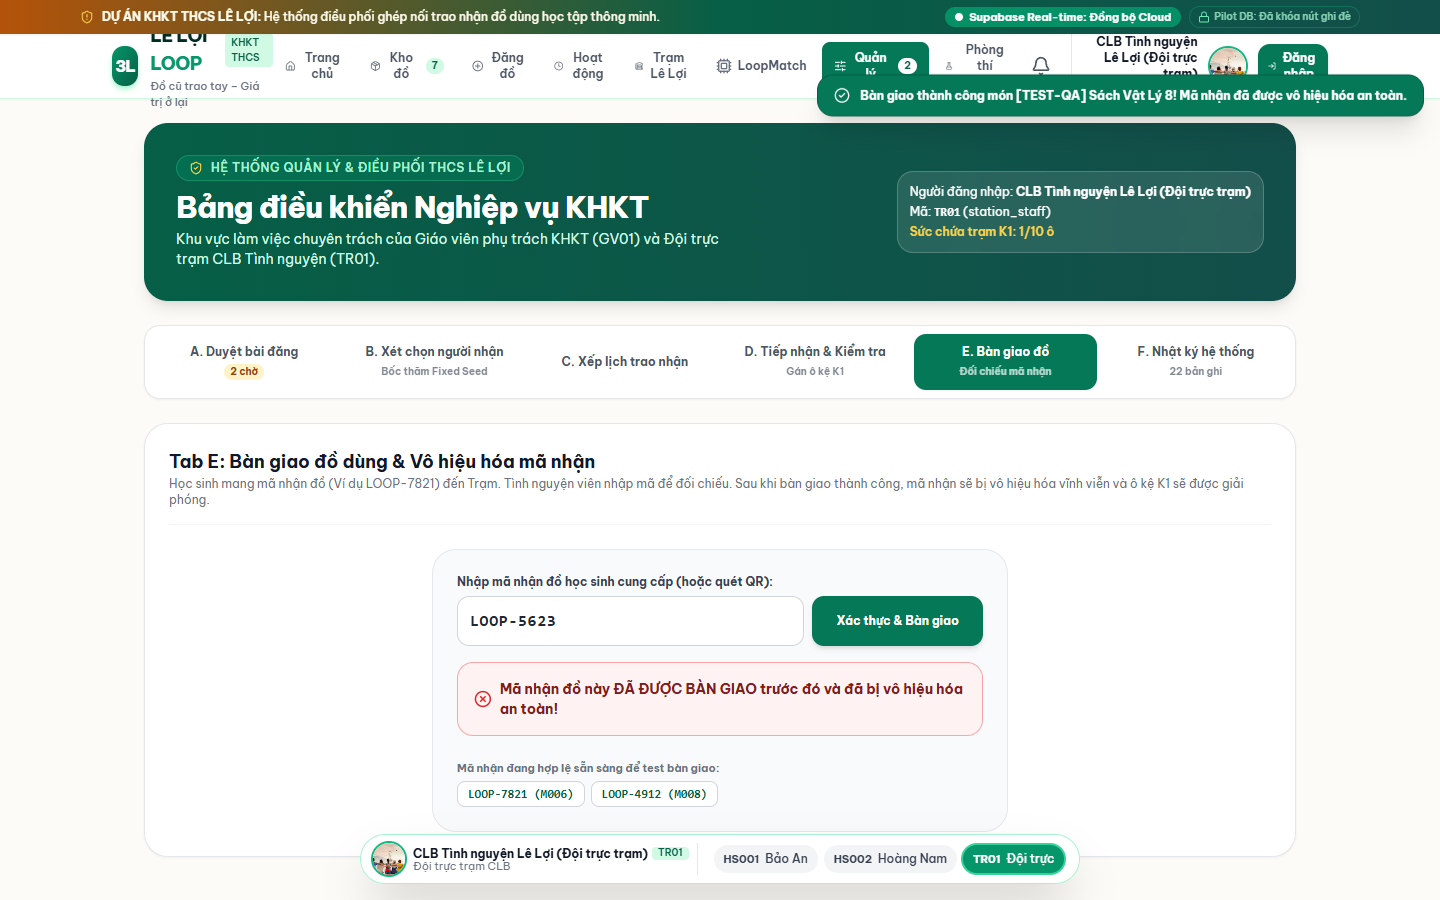 DỰ ÁN KHKT THCS LÊ LỢI: Hệ thống điều phối ghép nối trao nhận đồ dùng học tập thông minh.
Supabase Real-time: Đồng bộ Cloud
Pilot DB: Đã khóa nút ghi đè
3L
LÊ LỢI
LOOP
KHKT
THCS
Đồ cũ trao tay – Giá
trị ở lại
Trang
chủ
Kho
đồ
7
Đăng
đồ
Hoạt
động
Trạm
Lê Lợi
LoopMatch
Quản
lý
2
Phòng
thí
CLB Tình nguyện
Lê Lợi (Đội trực
trạm)
Đăng
nhập
Bàn giao thành công món [TEST-QA] Sách Vật Lý 8! Mã nhận đã được vô hiệu hóa an toàn.
HỆ THỐNG QUẢN LÝ & ĐIỀU PHỐI THCS LÊ LỢI
Bảng điều khiển Nghiệp vụ KHKT
Khu vực làm việc chuyên trách của Giáo viên phụ trách KHKT (GV01) và Đội trực
trạm CLB Tình nguyện (TR01).
Người đăng nhập: CLB Tình nguyện Lê Lợi (Đội trực trạm)
Mã: TR01 (station_staff)
Sức chứa trạm K1: 1/10 ô
A. Duyệt bài đăng
2 chờ
B. Xét chọn người nhận
Bốc thăm Fixed Seed
C. Xếp lịch trao nhận
D. Tiếp nhận & Kiểm tra
Gán ô kệ K1
E. Bàn giao đồ
Đối chiếu mã nhận
F. Nhật ký hệ thống
22 bản ghi
Tab E: Bàn giao đồ dùng & Vô hiệu hóa mã nhận
Học sinh mang mã nhận đồ (Ví dụ LOOP-7821) đến Trạm. Tình nguyện viên nhập mã để đối chiếu. Sau khi bàn giao thành công, mã nhận sẽ bị vô hiệu hóa vĩnh viễn và ô kệ K1 sẽ được giải
phóng.
Nhập mã nhận đồ học sinh cung cấp (hoặc quét QR):
LOOP-5623
Xác thực & Bàn giao
Mã nhận đồ này ĐÃ ĐƯỢC BÀN GIAO trước đó và đã bị vô hiệu hóa
an toàn!
Mã nhận đang hợp lệ sẵn sàng để test bàn giao:
LOOP-7821 (M006)
LOOP-4912 (M008)
CLB Tình nguyện Lê Lợi (Đội trực trạm)
TR01
Đội trực trạm CLB
HS001 Bảo An
HS002 Hoàng Nam
TR01 Đội trực